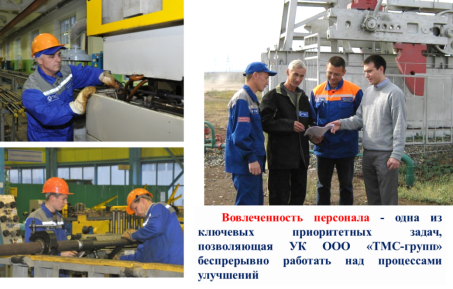 Вовлеченность персонала - одна из
ключевых приоритетных задач,
позволяющая УК ООО «ТМС-групп»
беспрерывно работать над процессами
улучшений